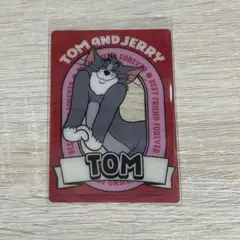 TOM AND JERRY
BEST FRIEND FOREVER
TOM